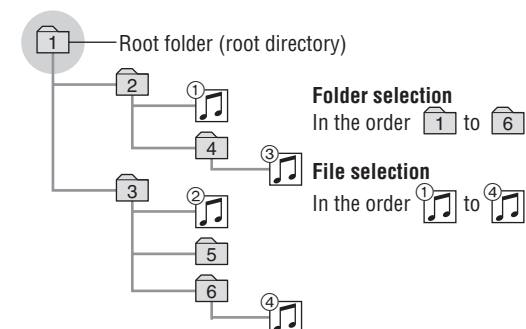 1 Root folder (root directory)
2
①
4
③
3
②
5
6
④
Folder selection
In the order 1 to 6
File selection
In the order ① to ④